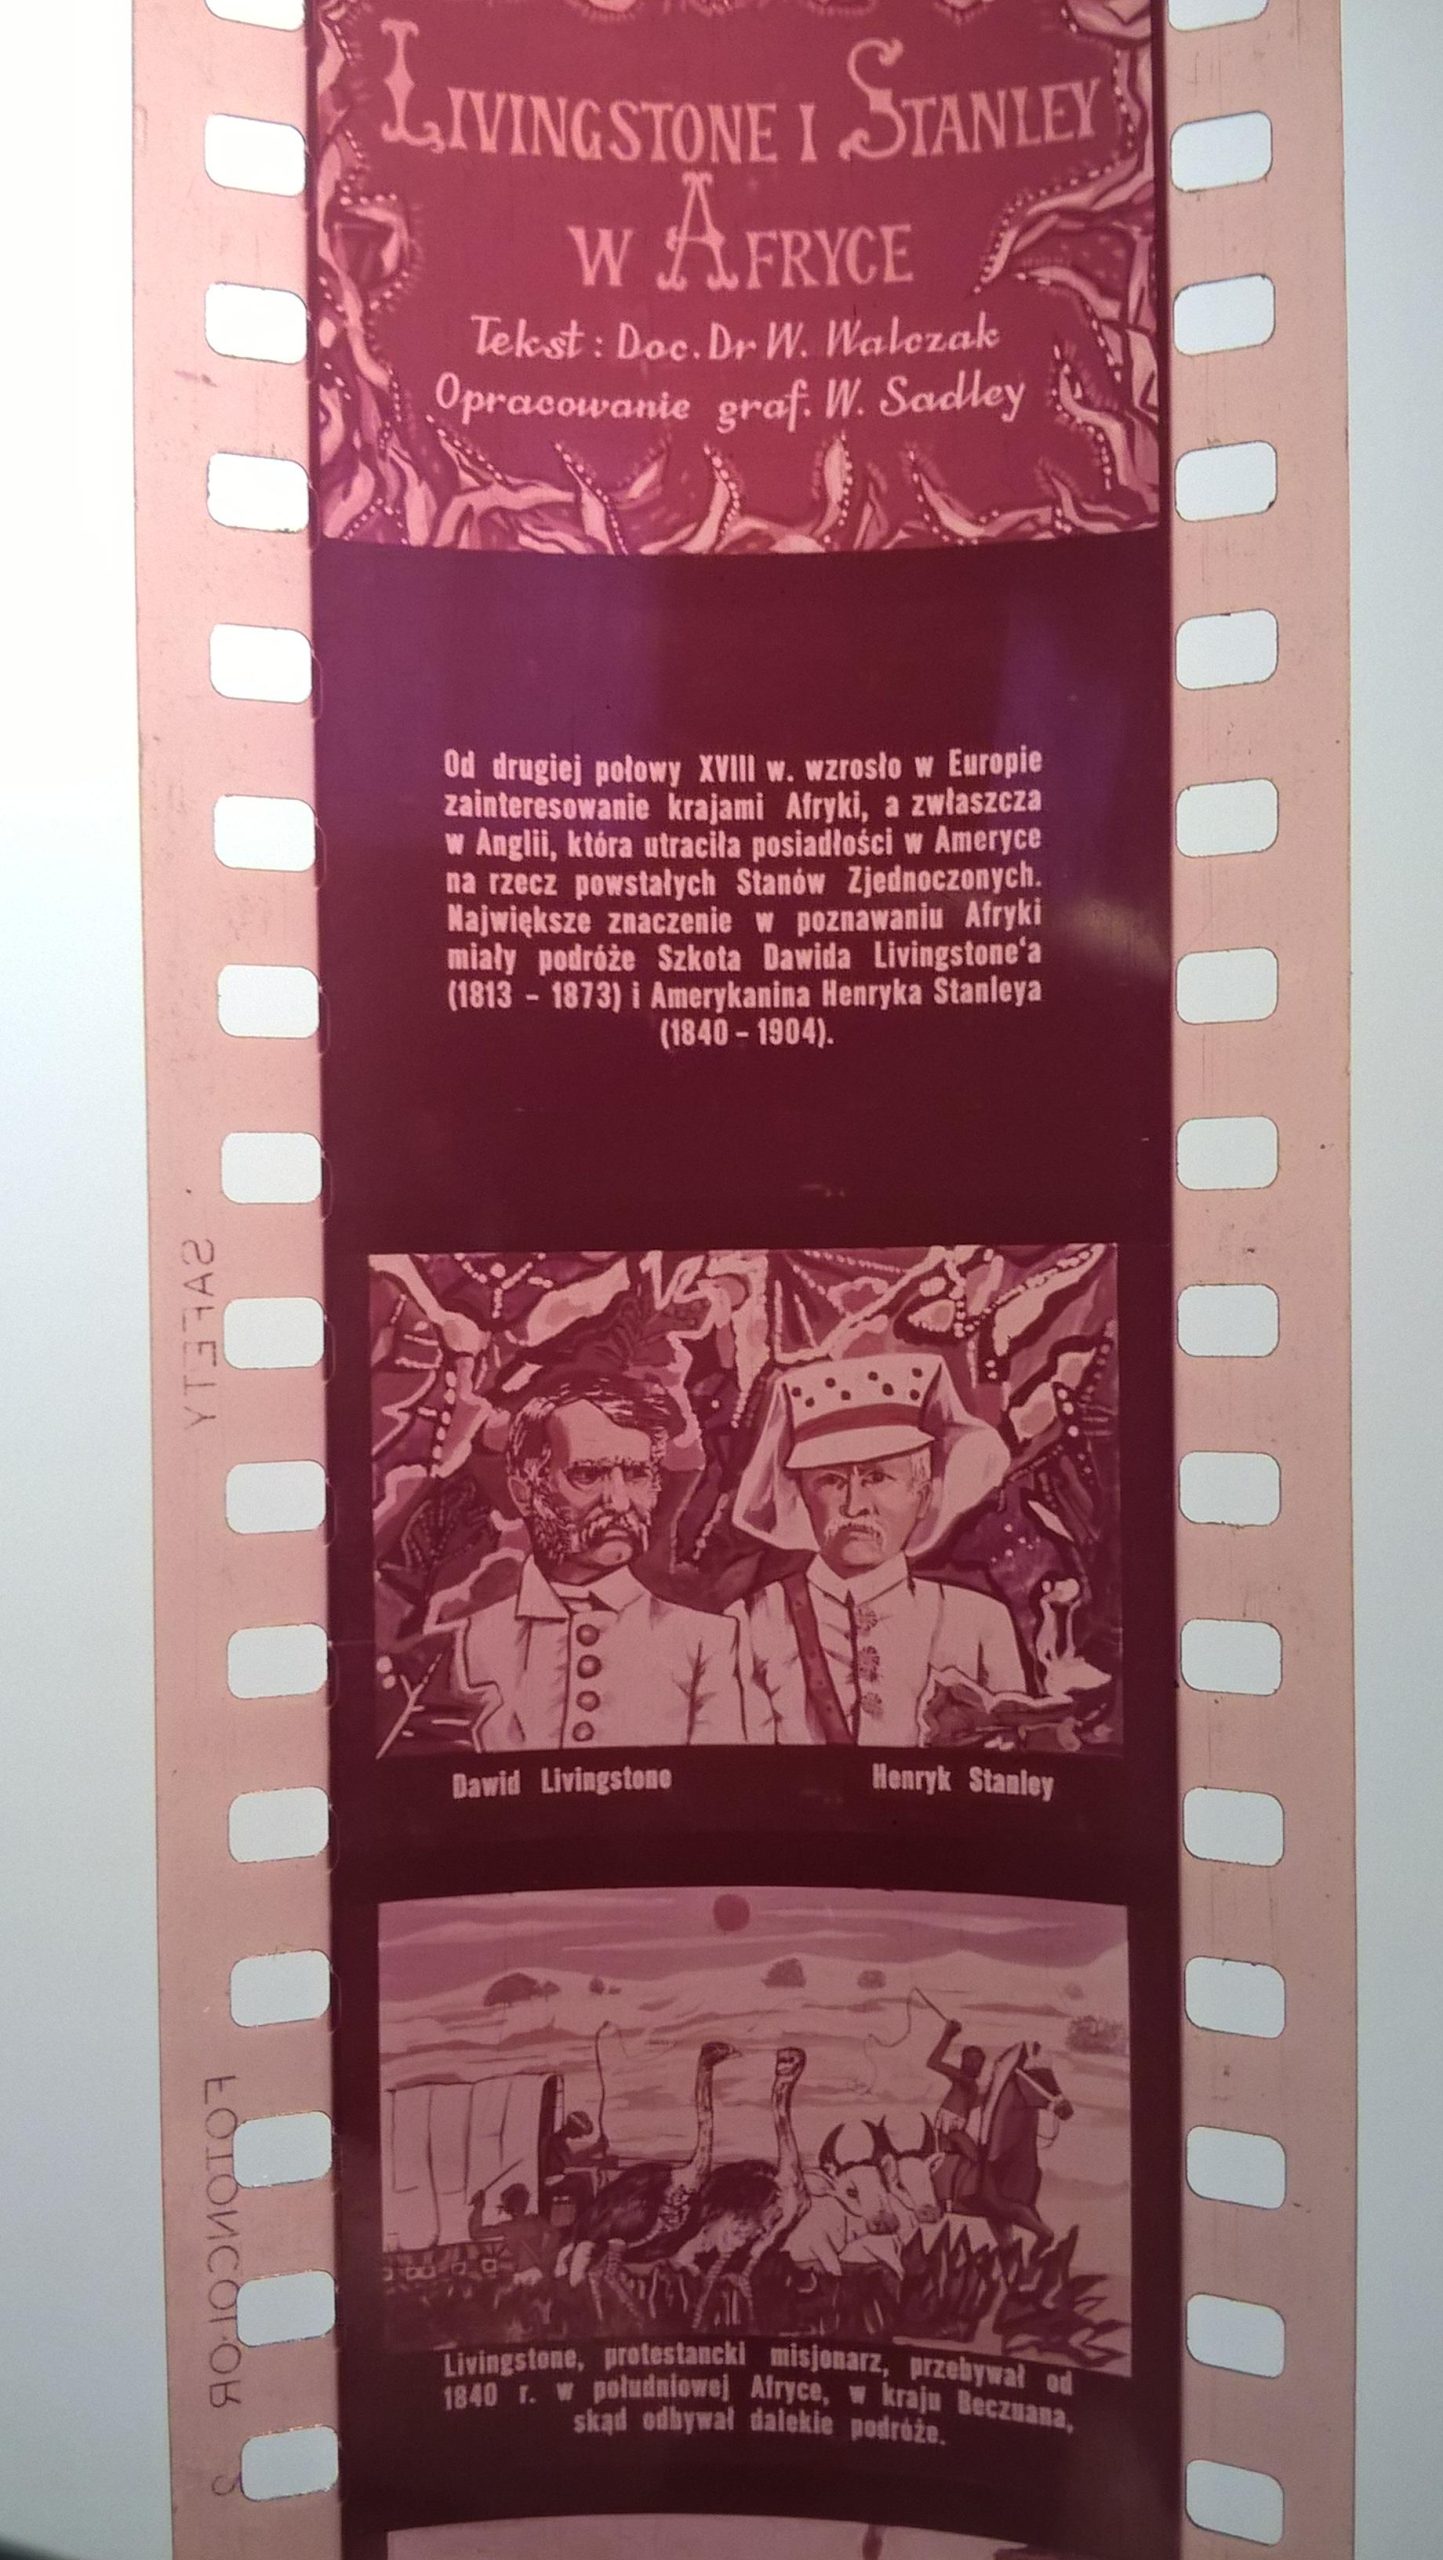 LIVINGSTONE I STANLEY
W AFRYCE
Tekst: Doc. Dr W. Walczak
Opracowanie graf. W. Sadley
Od drugiej połowy XVIII w. wzrosło w Europie
zainteresowanie krajami Afryki, a zwłaszcza
w Anglii, która utraciła posiadłości w Ameryce
na rzecz powstałych Stanów Zjednoczonych.
Największe znaczenie w poznawaniu Afryki
miały podróże Szkota Dawida Livingstone‘a
(1813 – 1873) i Amerykanina Henryka Stanleya
(1840 – 1904).
SAFETY
Dawid Livingstone Henryk Stanley
Livingstone, protestancki misjonarz, przebywał od
1840 r. w południowej Afryce, w kraju Beczuana,
skąd odbywał dalekie podróże.
FOTONCOLOR 2